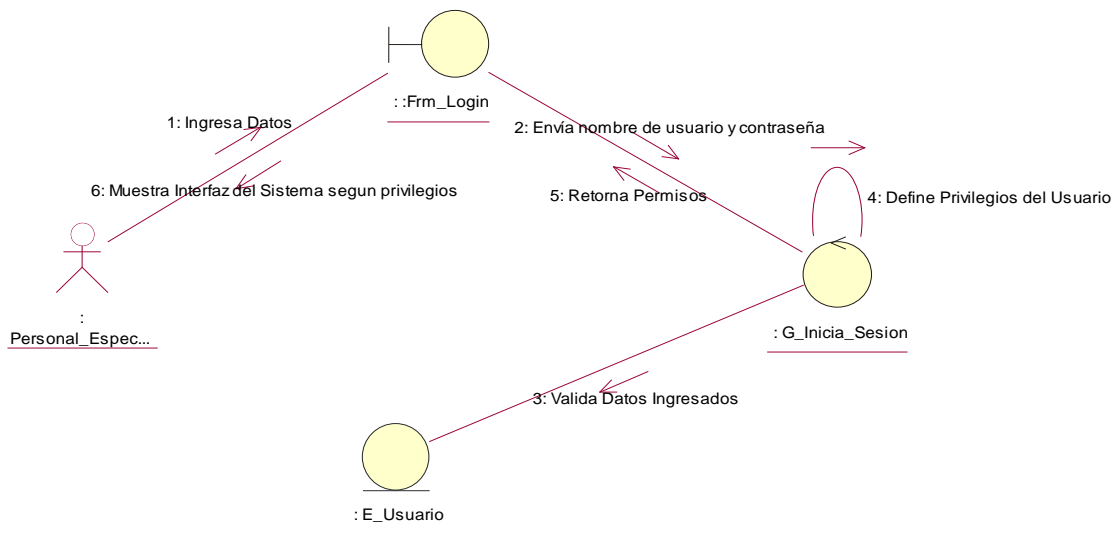 : :Frm_Login
1: Ingresa Datos
2: Envía nombre de usuario y contraseña
6: Muestra Interfaz del Sistema segun privilegios
5: Retorna Permisos
4: Define Privilegios del Usuario
:
Personal_Espec...
: G_Inicia_Sesion
3: Valida Datos Ingresados
: E_Usuario